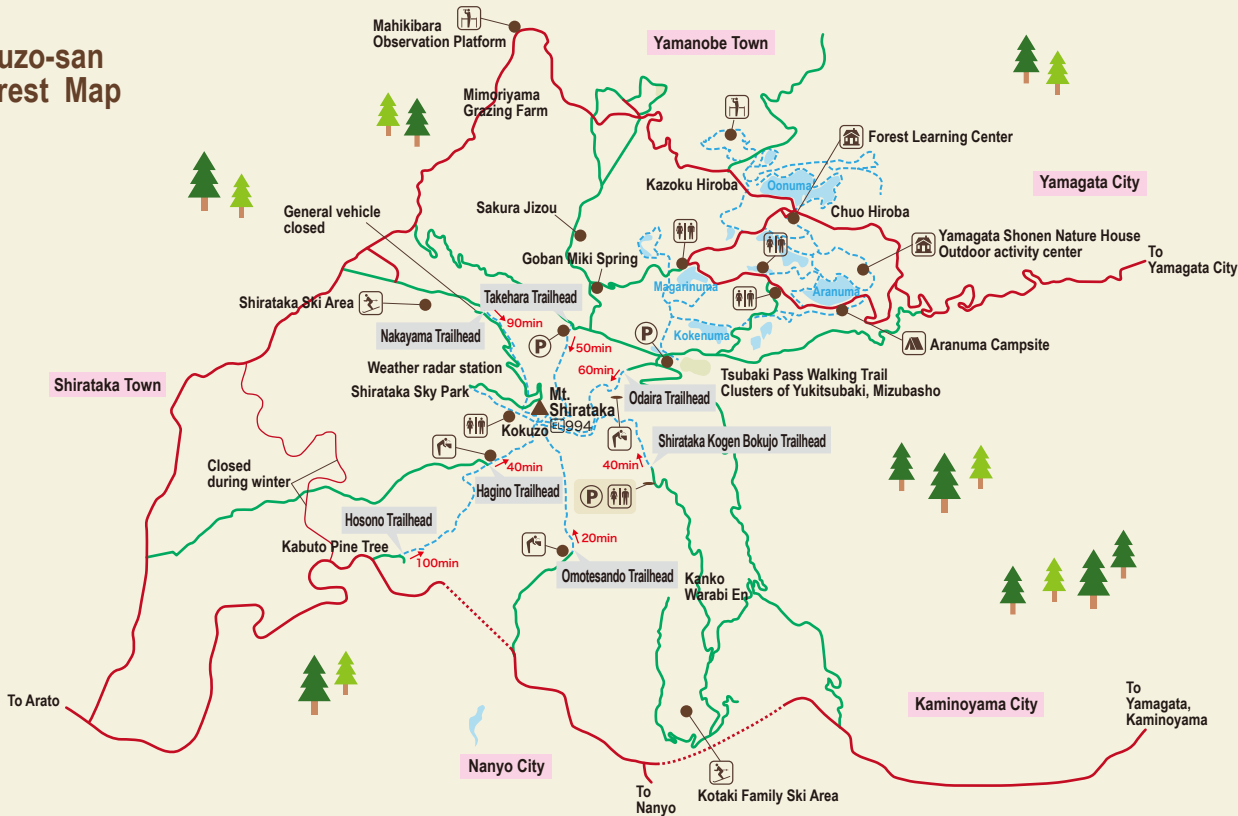 uzo-san
rest Map
Mahikibara
Observation Platform
Yamanobe Town
Mimoriyama
Grazing Farm
Forest Learning Center
Kazoku Hiroba
Oonuma
Yamagata City
General vehicle
closed
Sakura Jizou
Chuo Hiroba
Goban Miki Spring
Yamagata Shonen Nature House
Outdoor activity center
To
Yamagata City
Takehara Trailhead
Magarinuma
Aranuma
Shirataka Ski Area
Nakayama Trailhead
90min
P
50min
P
Kokenuma
Aranuma Campsite
Weather radar station
60min
Tsubaki Pass Walking Trail
Clusters of Yukitsubaki, Mizubasho
Shirataka Town
Shirataka Sky Park
Mt.
Shirataka
Odaira Trailhead
Kokuzo
994
Shirataka Kogen Bokujo Trailhead
Closed
during winter
40min
40min
Hagino Trailhead
P
Hosono Trailhead
Kabuto Pine Tree
100min
20min
Omotesando Trailhead
Kanko
Warabi En
To Arato
Kaminoyama City
To
Yamagata,
Kaminoyama
Nanyo City
To
Nanyo
Kotaki Family Ski Area